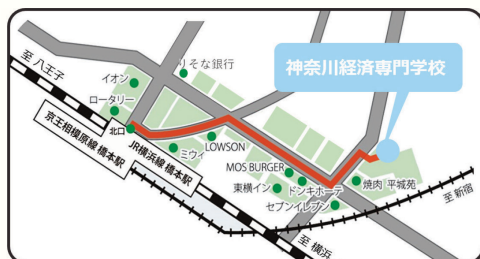 至 八王子
イオン
りそな銀行
神奈川経済専門学校
ロータリー
北口
京王相模原線 橋本駅
JR横浜線 橋本駅
ミウィ
LOWSON
MOS BURGER
東横イン
ドンキホーテ
セブンイレブン
焼肉 平城苑
至 新宿
至 横浜